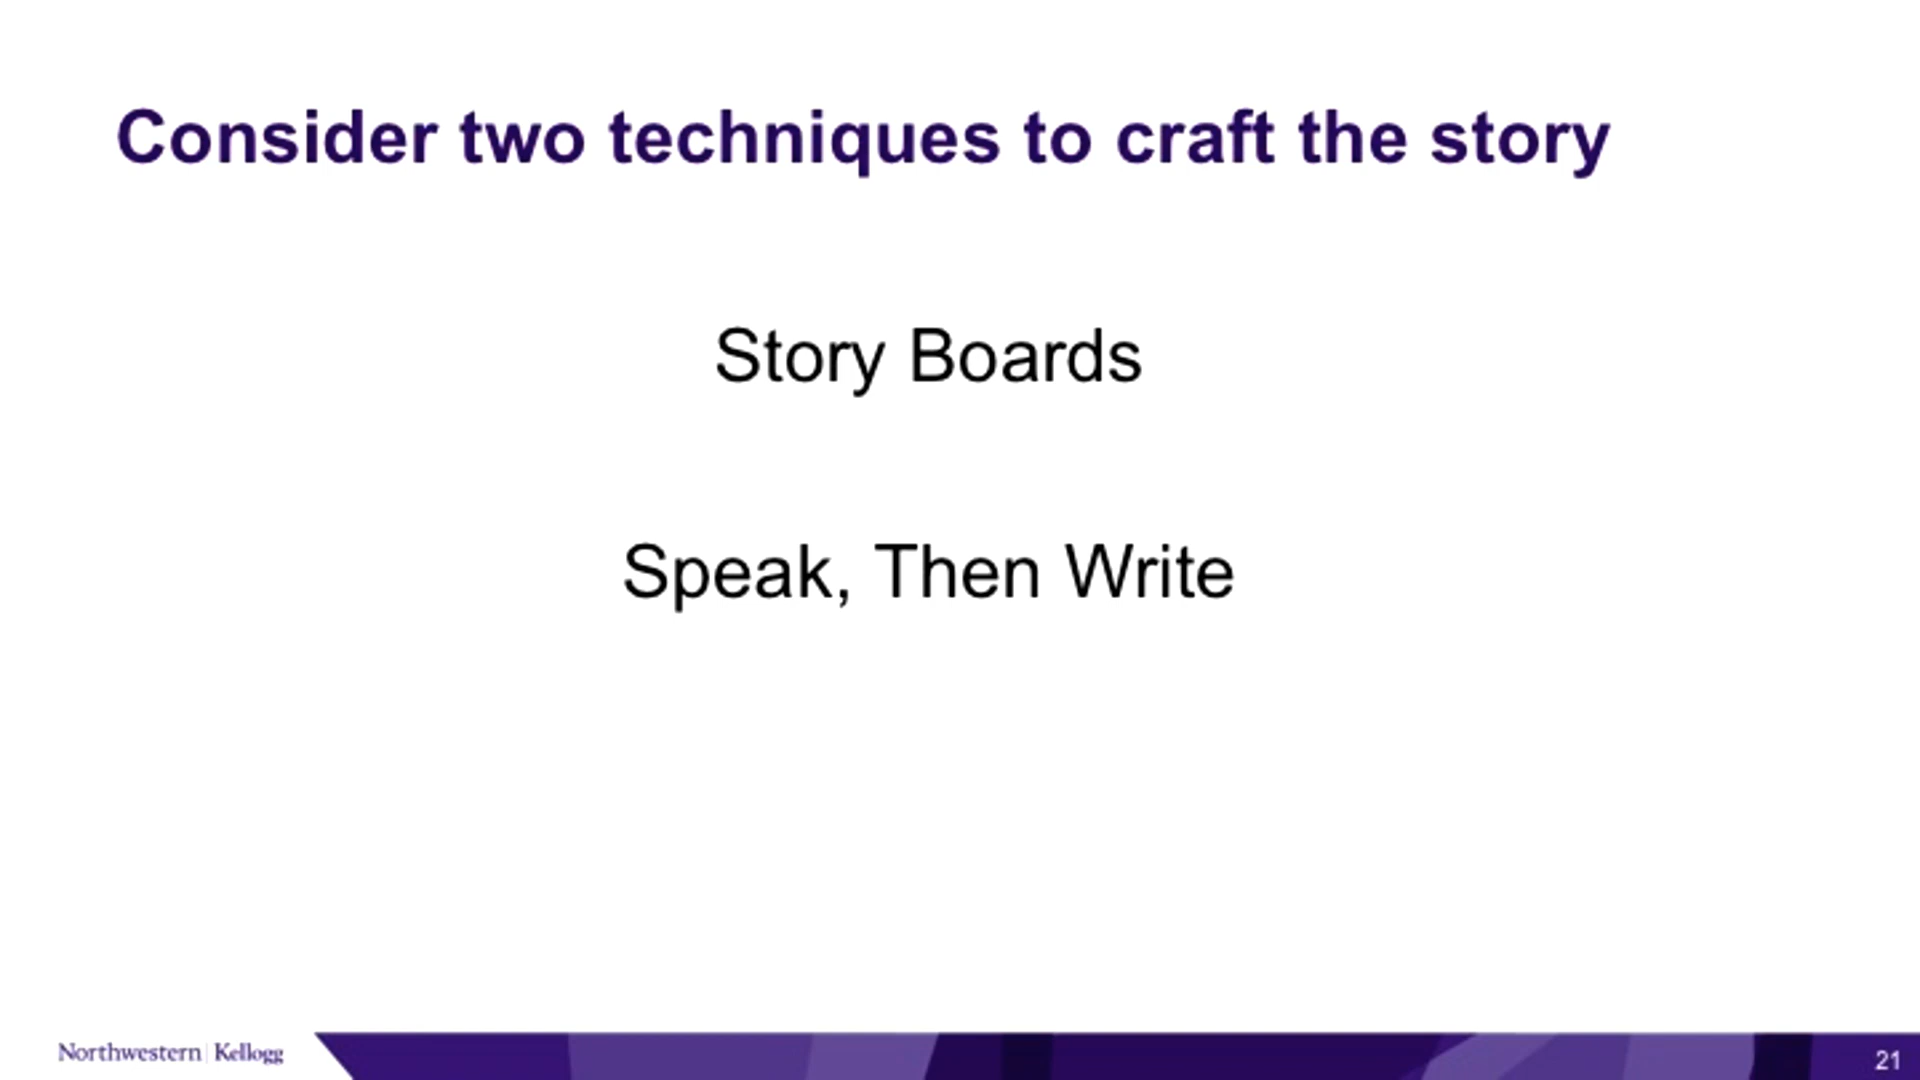 Consider two techniques to craft the story
Story Boards
Speak, Then Write
Northwestern | Kellogg
21